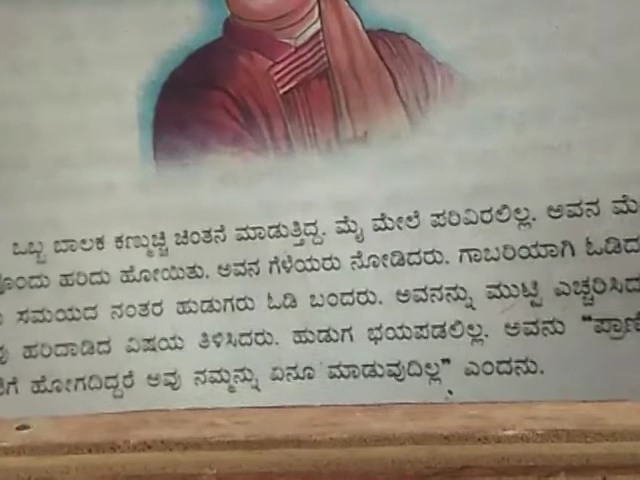 ಒಬ್ಬ ಬಾಲಕ ಕಣ್ಮುಚ್ಚಿ ಚಿಂತನೆ ಮಾಡುತ್ತಿದ್ದ. ಮೈ ಮೇಲೆ ಪರಿವಿರಲಿಲ್ಲ. ಅವನ ಮೆ
ಹರಿದು ಹೋಯಿತು. ಅವನ ಗೆಳೆಯರು ನೋಡಿದರು. ಗಾಬರಿಯಾಗಿ ಓಡಿದ
ಸಮಯದ ನಂತರ ಹುಡುಗರು ಓಡಿ ಬಂದರು. ಅವನನ್ನು ಮುಟ್ಟಿ ಎಚ್ಚರಿಸಿದ
ಹರಿದಾಡಿದ ವಿಷಯ ತಿಳಿಸಿದರು. ಹುಡುಗ ಭಯಪಡಲಿಲ್ಲ. ಅವನು "ಪ್ರಾಣಿ
ಹೋಗದಿದ್ದರೆ ಅವು ನಮ್ಮನ್ನು ಏನೂ ಮಾಡುವುದಿಲ್ಲ" ಎಂದನು.